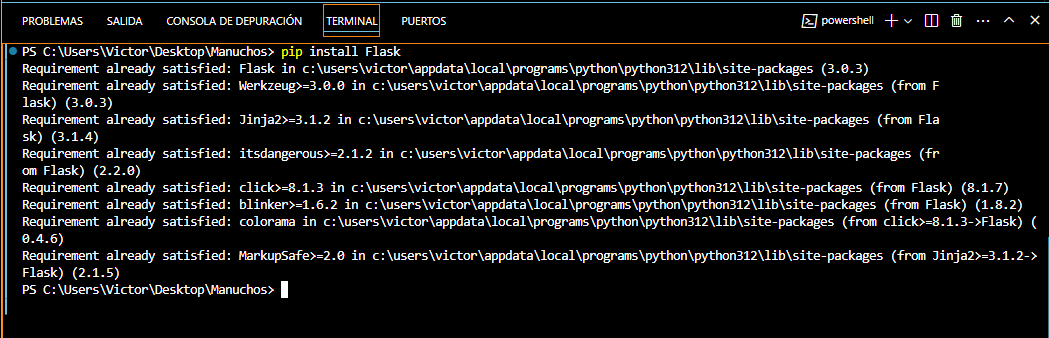 PROBLEMAS SALIDA CONSOLA DE DEPURACIÓN TERMINAL PUERTOS powershell
PS C:\Users\Victor\Desktop\Manuchos> pip install Flask
Requirement already satisfied: Flask in c:\users\victor\appdata\local\programs\python\python312\lib\site-packages (3.0.3)
Requirement already satisfied: Werkzeug>=3.0.0 in c:\users\victor\appdata\local\programs\python\python312\lib\site-packages (from F
lask) (3.0.3)
Requirement already satisfied: Jinja2>=3.1.2 in c:\users\victor\appdata\local\programs\python\python312\lib\site-packages (from Fla
sk) (3.1.4)
Requirement already satisfied: itsdangerous>=2.1.2 in c:\users\victor\appdata\local\programs\python\python312\lib\site-packages (fr
om Flask) (2.2.0)
Requirement already satisfied: click>=8.1.3 in c:\users\victor\appdata\local\programs\python\python312\lib\site-packages (from Flask) (8.1.7)
Requirement already satisfied: blinker>=1.6.2 in c:\users\victor\appdata\local\programs\python\python312\lib\site-packages (from Flask) (1.8.2)
Requirement already satisfied: colorama in c:\users\victor\appdata\local\programs\python\python312\lib\site-packages (from click>=8.1.3->Flask) (
0.4.6)
Requirement already satisfied: MarkupSafe>=2.0 in c:\users\victor\appdata\local\programs\python\python312\lib\site-packages (from Jinja2>=3.1.2->
Flask) (2.1.5)
PS C:\Users\Victor\Desktop\Manuchos>